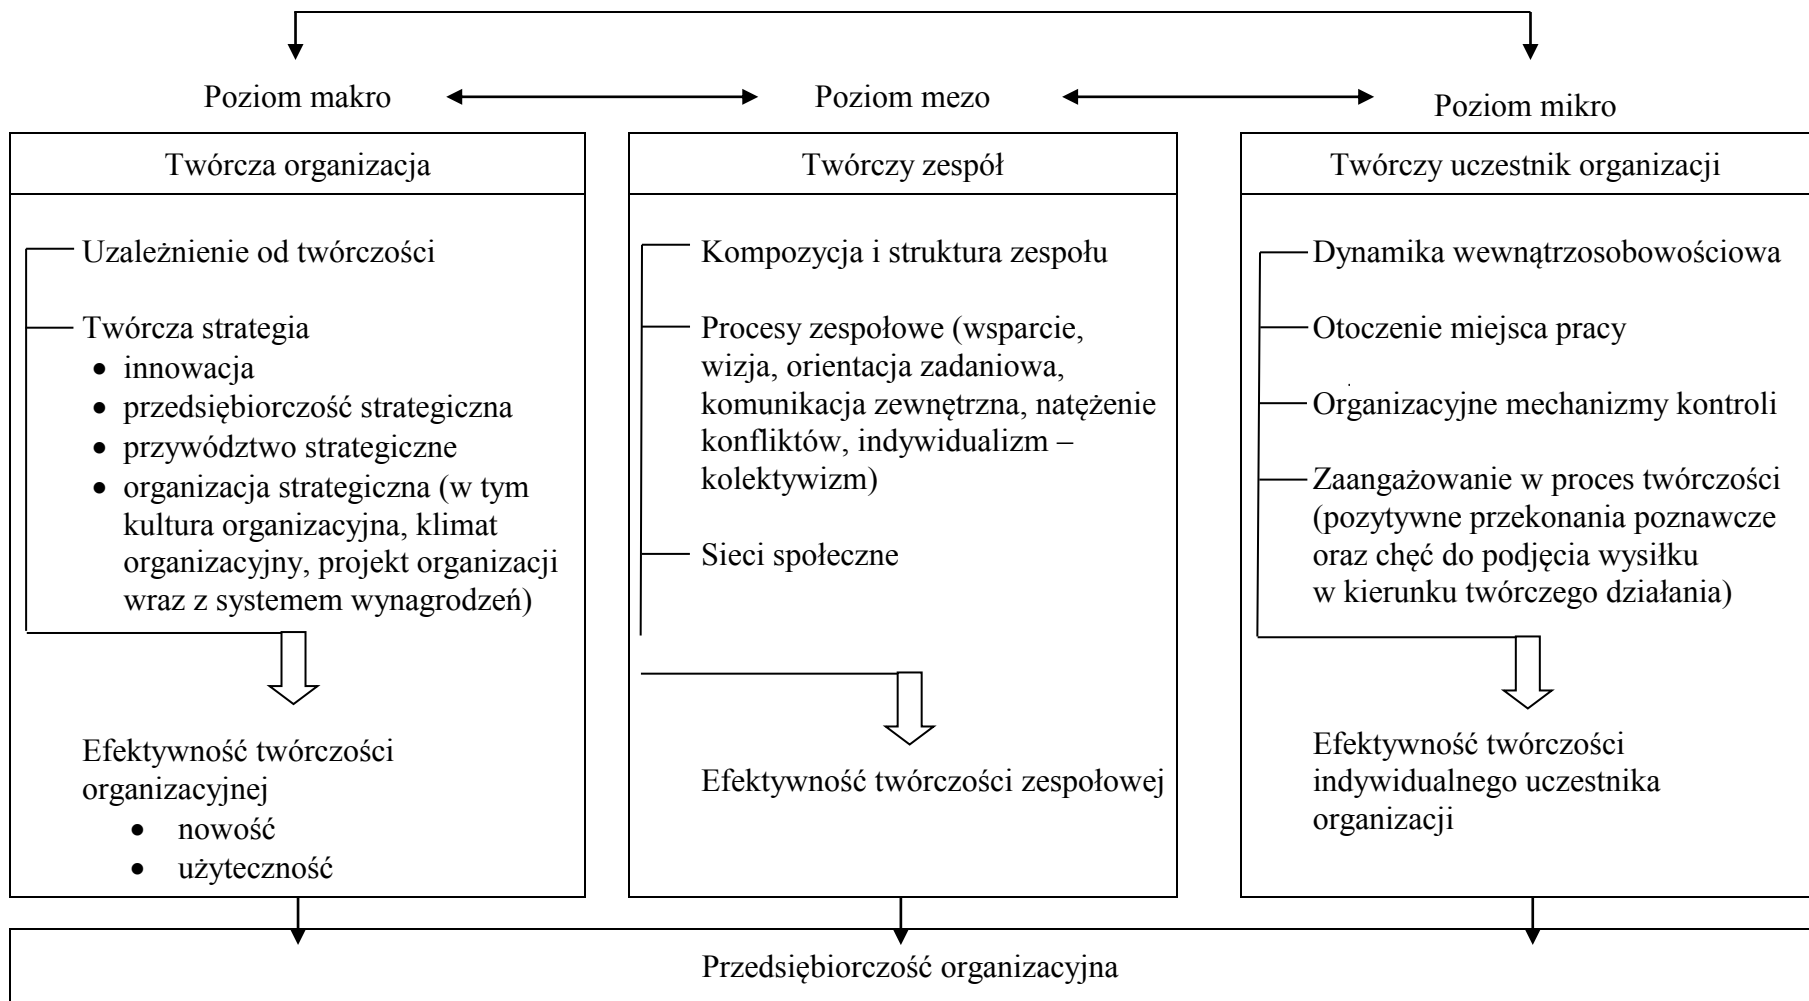 Poziom makro
Poziom mezo
Poziom mikro
Twórcza organizacja
Uzależnienie od twórczości
Twórcza strategia
• innowacja
• przedsiębiorczość strategiczna
• przywództwo strategiczne
• organizacja strategiczna (w tym
kultura organizacyjna, klimat
organizacyjny, projekt organizacji
wraz z systemem wynagrodzeń)
Efektywność twórczości
organizacyjnej
• nowość
• użyteczność
Twórczy zespół
Kompozycja i struktura zespołu
Procesy zespołowe (wsparcie,
wizja, orientacja zadaniowa,
komunikacja zewnętrzna, natężenie
konfliktów, indywidualizm –
kolektywizm)
Sieci społeczne
Efektywność twórczości zespołowej
Twórczy uczestnik organizacji
Dynamika wewnątrzosobowościowa
Otoczenie miejsca pracy
Organizacyjne mechanizmy kontroli
Zaangażowanie w proces twórczości
(pozytywne przekonania poznawcze
oraz chęć do podjęcia wysiłku
w kierunku twórczego działania)
Efektywność twórczości
indywidualnego uczestnika
organizacji
Przedsiębiorczość organizacyjna